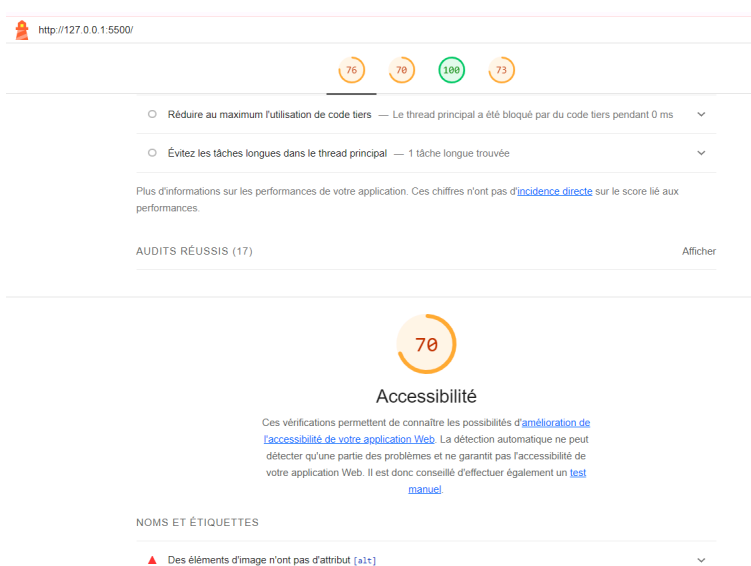 http://127.0.0.1:5500/
76 70 100 73
Réduire au maximum l'utilisation de code tiers — Le thread principal a été bloqué par du code tiers pendant 0 ms
Évitez les tâches longues dans le thread principal — 1 tâche longue trouvée
Plus d'informations sur les performances de votre application. Ces chiffres n'ont pas d'incidence directe sur le score lié aux
performances.
AUDITS RÉUSSIS (17) Afficher
70
Accessibilité
Ces vérifications permettent de connaître les possibilités d'amélioration de
l'accessibilité de votre application Web. La détection automatique ne peut
détecter qu'une partie des problèmes et ne garantit pas l'accessibilité de
votre application Web. Il est donc conseillé d'effectuer également un test
manuel.
NOMS ET ÉTIQUETTES
Des éléments d'image n'ont pas d'attribut [alt]